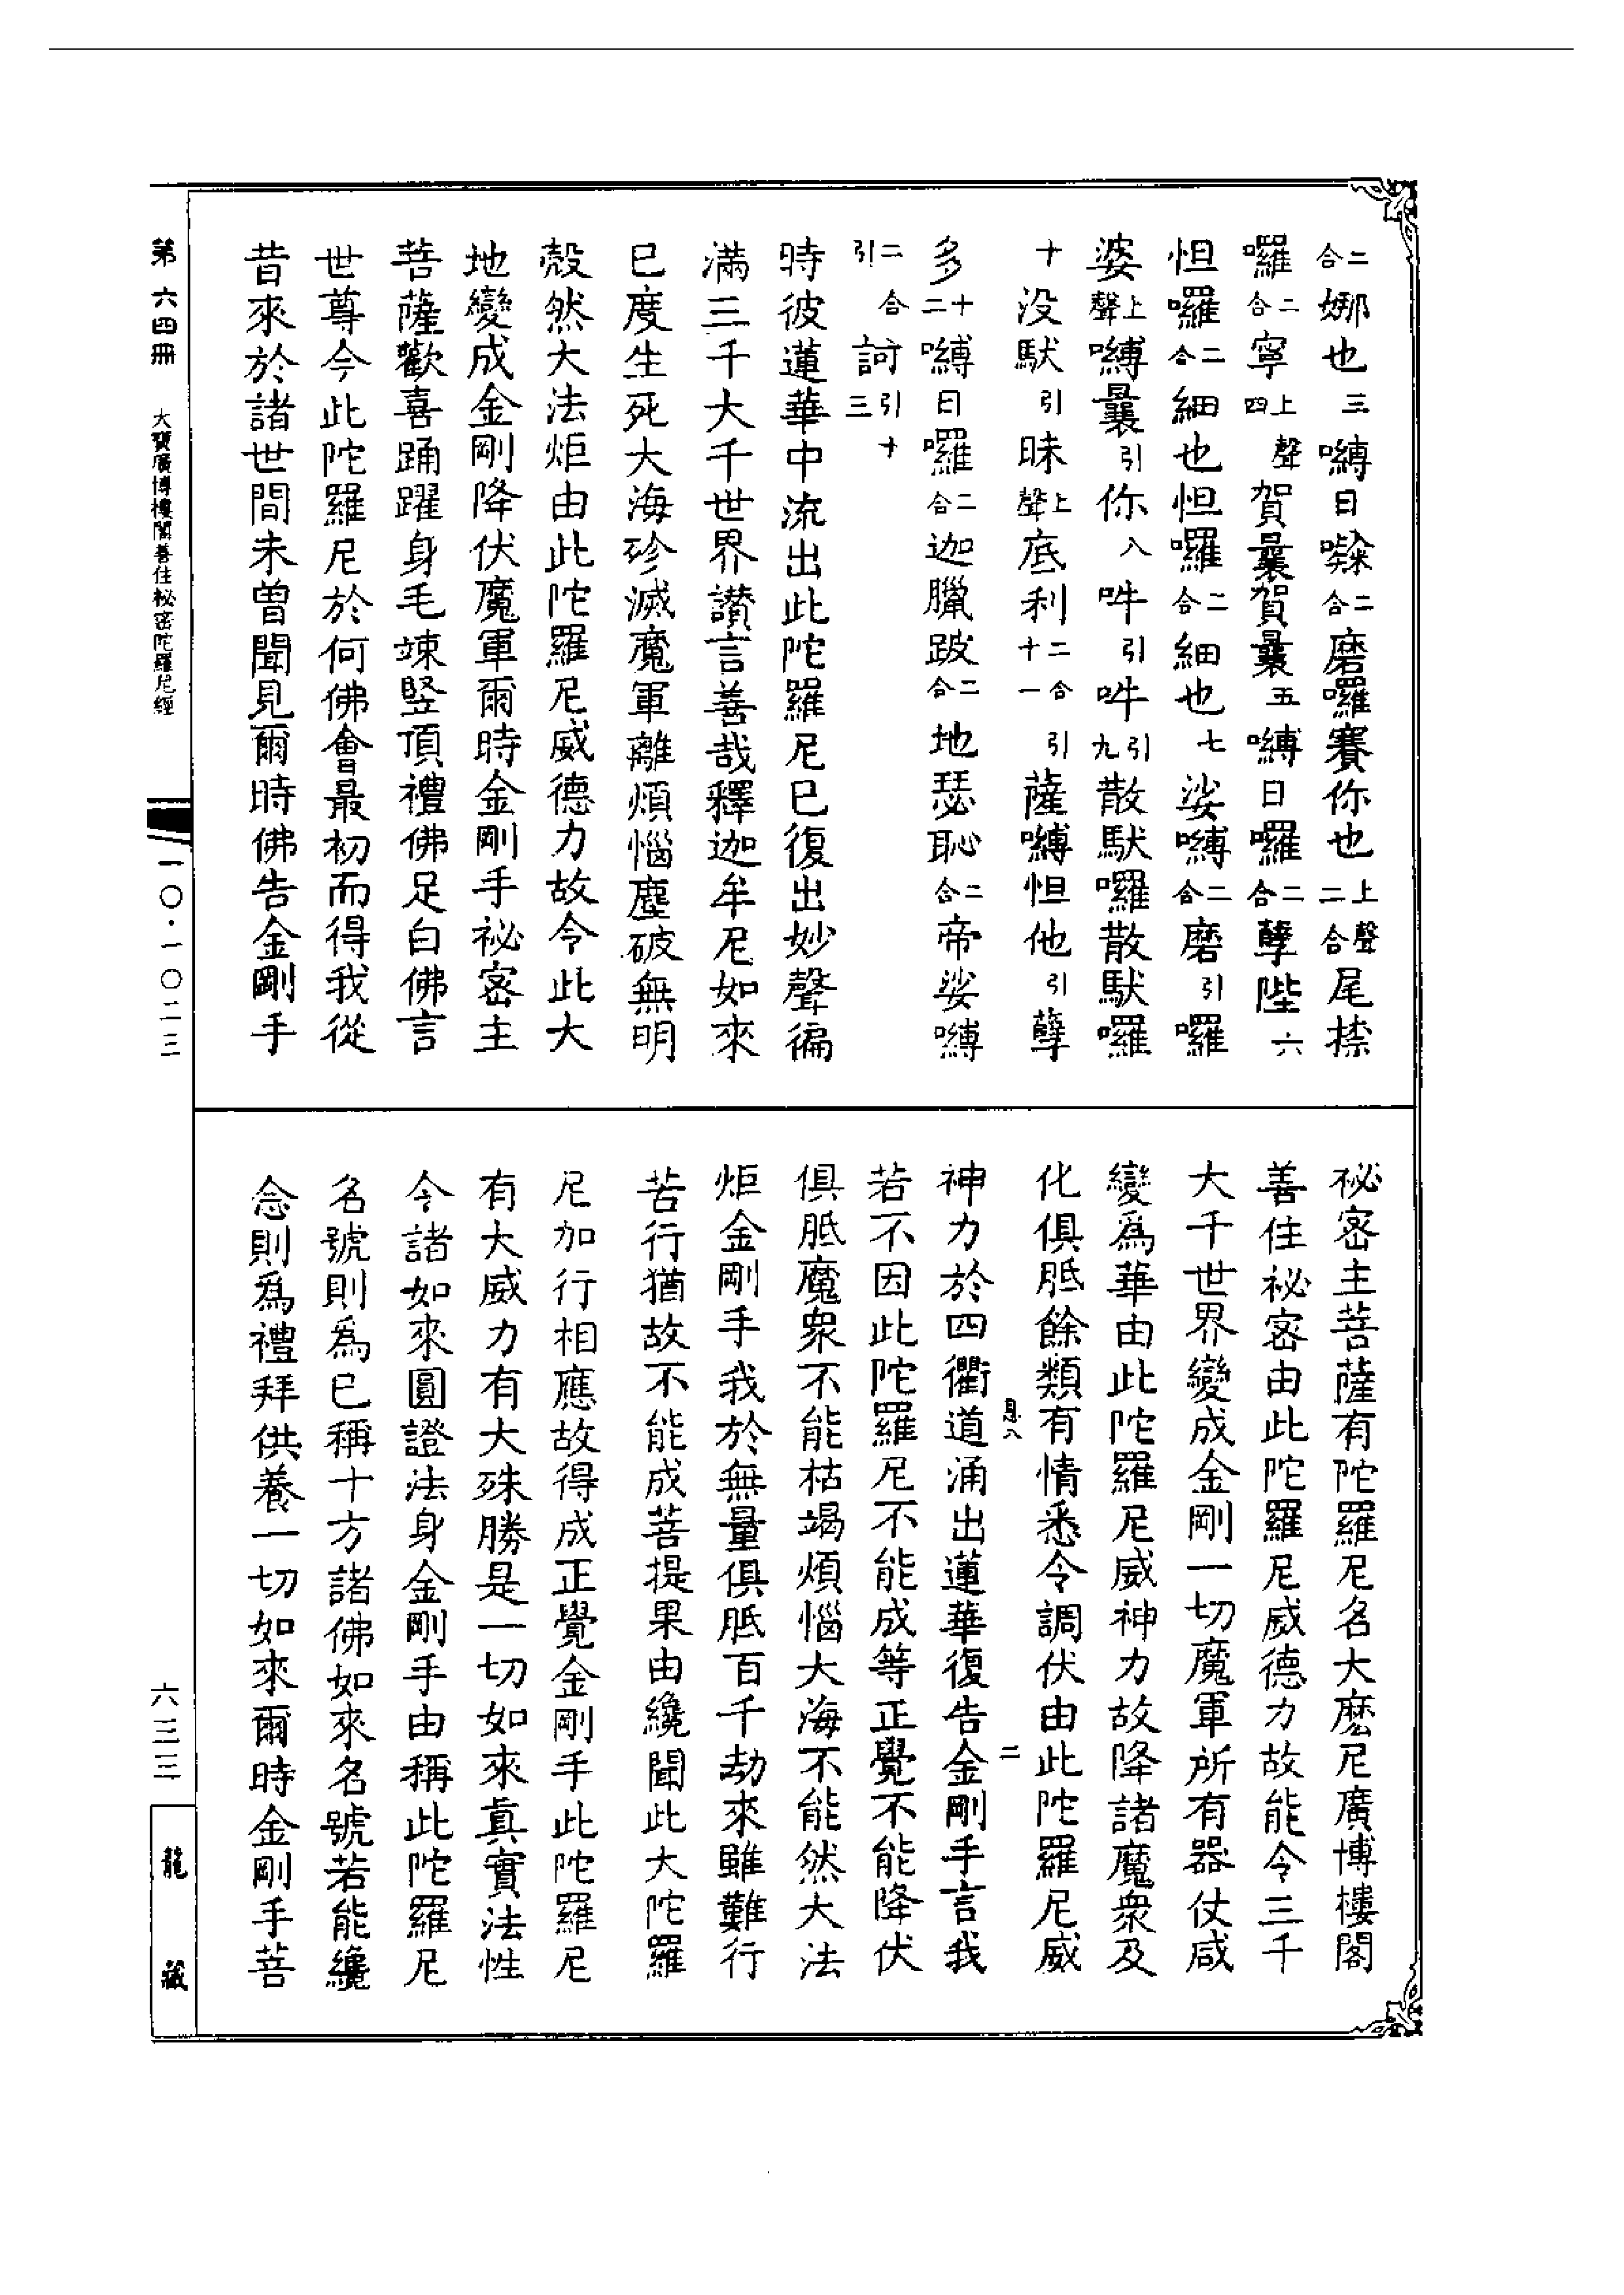 二合娜也三嚩日㘑二合磨囉賽你也上聲二合尾捺
囉二合寧上聲四賀曩賀曩五嚩日囉二合孽陛六
怛囉二合細也怛囉二合細也七娑嚩二合磨引囉
婆上聲嚩曩引你八吽引吽引九散馱囉散馱囉
十没馱引昧上聲底利二合十一引薩嚩怛他引孽
多十二嚩日囉二合迦臘跛二合地瑟恥二合帝娑嚩
二合引訶引十三
時彼蓮華中流出此陀羅尼已復出妙聲徧
滿三千大千世界讚言善哉釋迦牟尼如來
已度生死大海殄滅魔軍離煩惱塵破無明
殼然大法炬由此陀羅尼威德力故令此大
地變成金剛降伏魔軍爾時金剛手祕密主
菩薩歡喜踊躍身毛竦竪頂禮佛足白佛言
世尊今此陀羅尼於何佛會最初而得我從
昔來於諸世間未曾聞見爾時佛告金剛手
祕密主菩薩有陀羅尼名大麽尼廣博樓閣
善住祕密由此陀羅尼威德力故能令三千
大千世界變成金剛一切魔軍所有器仗咸
變爲華由此陀羅尼威神力故降諸魔衆及
化俱胝餘類有情悉令調伏由此陀羅尼威
恩八 二
神力於四衢道涌出蓮華復告金剛手言我
若不因此陀羅尼不能成等正覺不能降伏
俱胝魔衆不能枯竭煩惱大海不能然大法
炬金剛手我於無量俱胝百千劫來雖難行
苦行猶故不能成菩提果由纔聞此大陀羅
尼加行相應故得成正覺金剛手此陀羅尼
有大威力有大殊勝是一切如來眞實法性
令諸如來圓證法身金剛手由稱此陀羅尼
名號則爲已稱十方諸佛如來名號若能纔
念則爲禮拜供養一切如來爾時金剛手菩
第六四冊 大寶廣博樓閣善住秘密陀羅尼經
一〇·一〇二三
六三三
龍藏